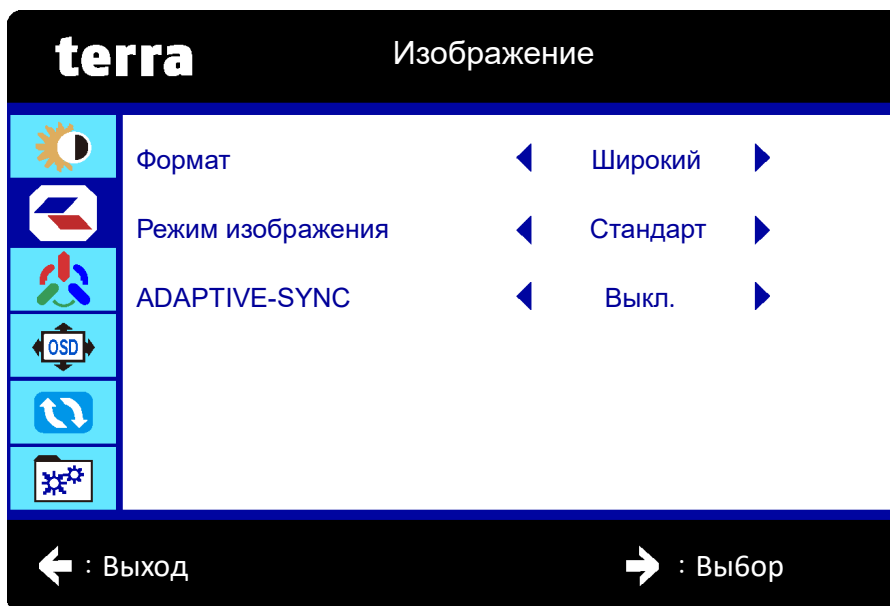 terra
Изображение
Формат Широкий
Режим изображения Стандарт
ADAPTIVE-SYNC Выкл.
OSD
: Выход : Выбор